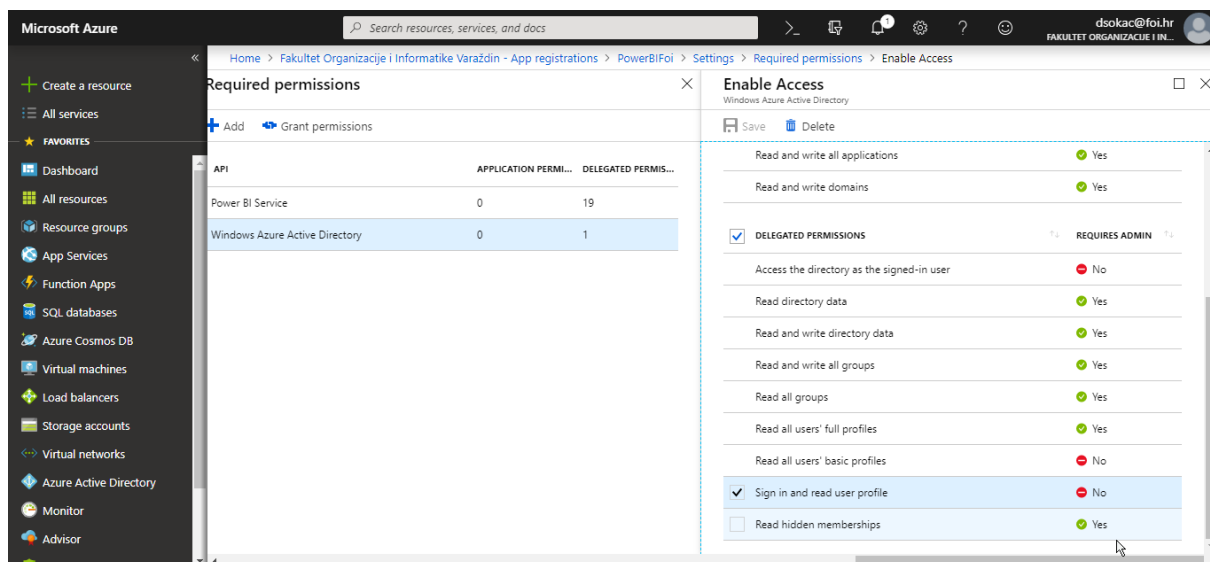 Microsoft Azure
Search resources, services, and docs
>_
1
?
dsokac@foi.hr
FAKULTET ORGANIZACIJE I IN...
«
Home > Fakultet Organizacije i Informatike Varaždin - App registrations > PowerBIFoi > Settings > Required permissions > Enable Access
Create a resource
All services
FAVORITES
Dashboard
All resources
Resource groups
App Services
Function Apps
SQL databases
Azure Cosmos DB
Virtual machines
Load balancers
Storage accounts
Virtual networks
Azure Active Directory
Monitor
Advisor
Required permissions
Add Grant permissions
API APPLICATION PERMI... DELEGATED PERMIS...
Power BI Service 0 19
Windows Azure Active Directory 0 1
Enable Access
Windows Azure Active Directory
Save Delete
Read and write all applications Yes
Read and write domains Yes
DELEGATED PERMISSIONS REQUIRES ADMIN
Access the directory as the signed-in user No
Read directory data Yes
Read and write directory data Yes
Read and write all groups Yes
Read all groups Yes
Read all users' full profiles Yes
Read all users' basic profiles No
Sign in and read user profile No
Read hidden memberships Yes